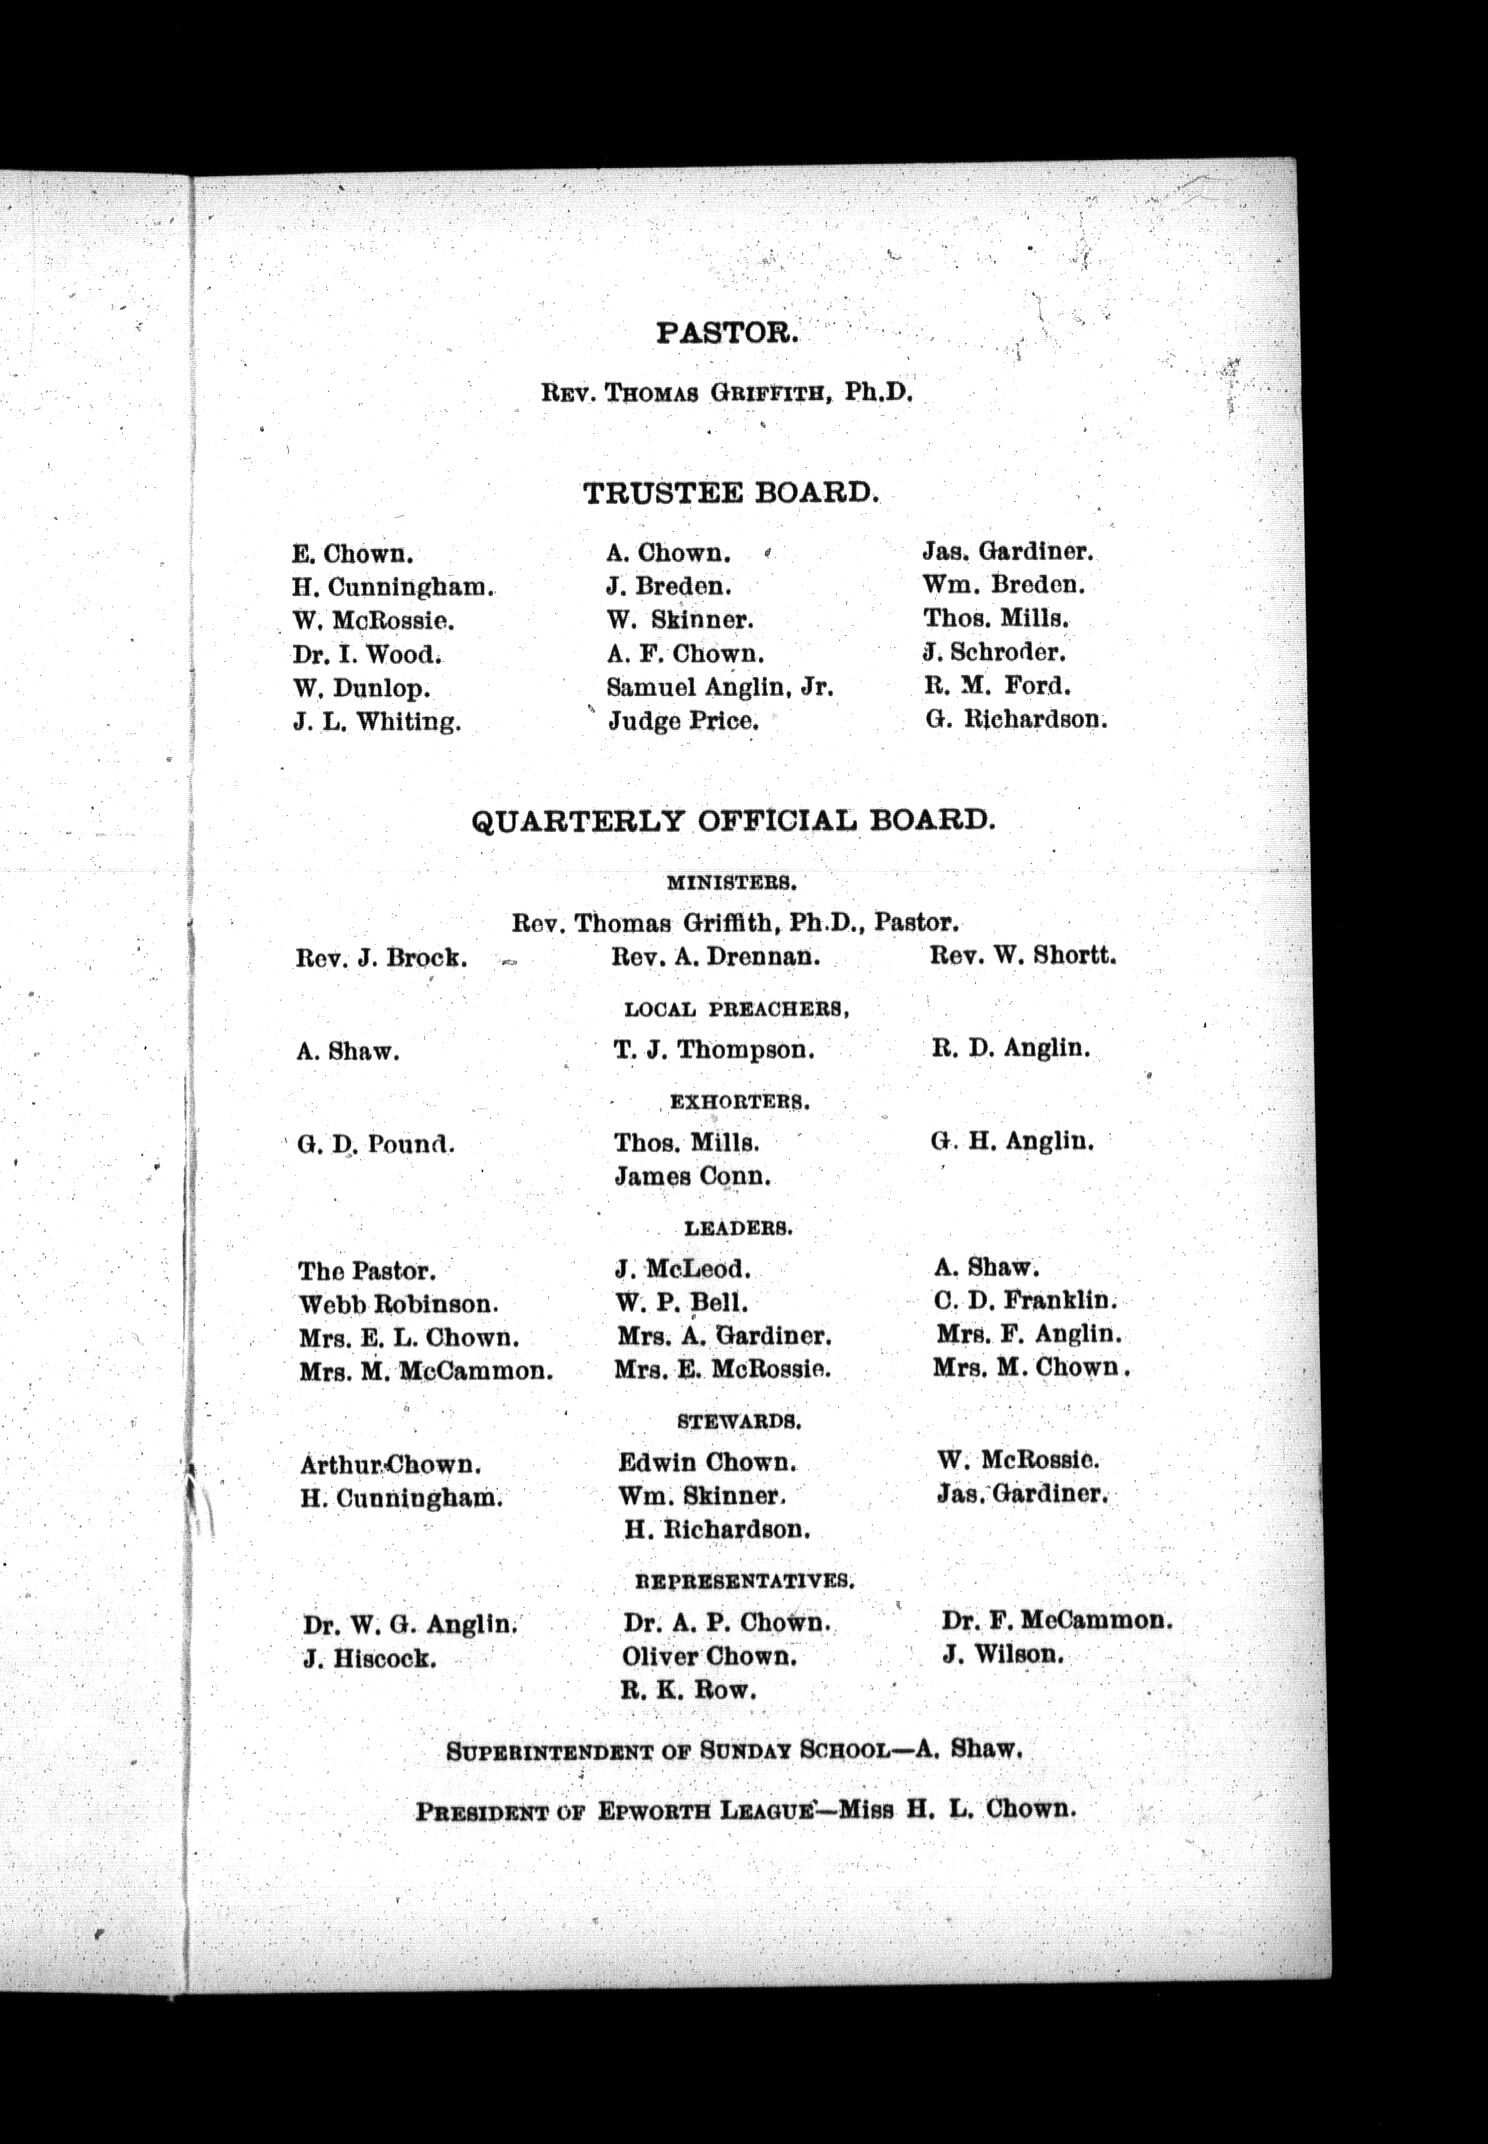 PASTOR.
REV. THOMAS GRIFFITH, Ph.D.
TRUSTEE BOARD.
E. Chown. A. Chown. Jas. Gardiner.
H. Cunningham. J. Breden. Wm. Breden.
W. McRossie. W. Skinner. Thos. Mills.
Dr. I. Wood. A. F. Chown. J. Schroder.
W. Dunlop. Samuel Anglin, Jr. R. M. Ford.
J. L. Whiting. Judge Price. G. Richardson.
QUARTERLY OFFICIAL BOARD.
MINISTERS.
Rev. Thomas Griffith, Ph.D., Pastor.
Rev. J. Brock. Rev. A. Drennan. Rev. W. Shortt.
LOCAL PREACHERS,
A. Shaw. T. J. Thompson. R. D. Anglin.
EXHORTERS.
G. D. Pound. Thos. Mills. G. H. Anglin.
James Conn.
LEADERS.
The Pastor. J. McLeod. A. Shaw.
Webb Robinson. W. P. Bell. C. D. Franklin.
Mrs. E. L. Chown. Mrs. A. Gardiner. Mrs. F. Anglin.
Mrs. M. McCammon. Mrs. E. McRossie. Mrs. M. Chown.
STEWARDS.
Arthur Chown. Edwin Chown. W. McRossie.
H. Cunningham. Wm. Skinner. Jas. Gardiner.
H. Richardson.
REPRESENTATIVES.
Dr. W. G. Anglin. Dr. A. P. Chown. Dr. F. McCammon.
J. Hiscock. Oliver Chown. J. Wilson.
R. K. Row.
SUPERINTENDENT OF SUNDAY SCHOOL—A. Shaw.
PRESIDENT OF EPWORTH LEAGUE—Miss H. L. Chown.